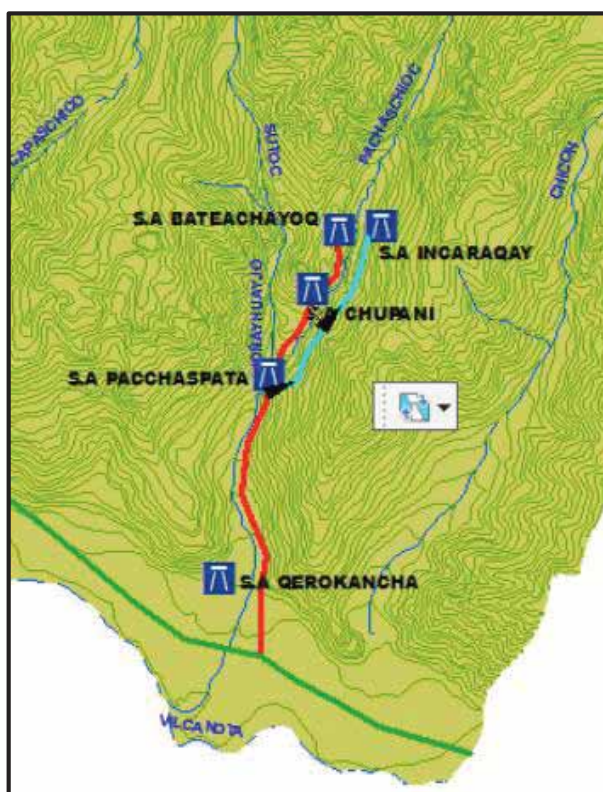 CAPASCHICO
SUTOC
PACHASCHIOC
CHICON
S.A BATEACHAYOQ
S.A INCARAQAY
S.A CHUPANI
S.A PACCHASPATA
S.A QEROKANCHA
VILCANOTA